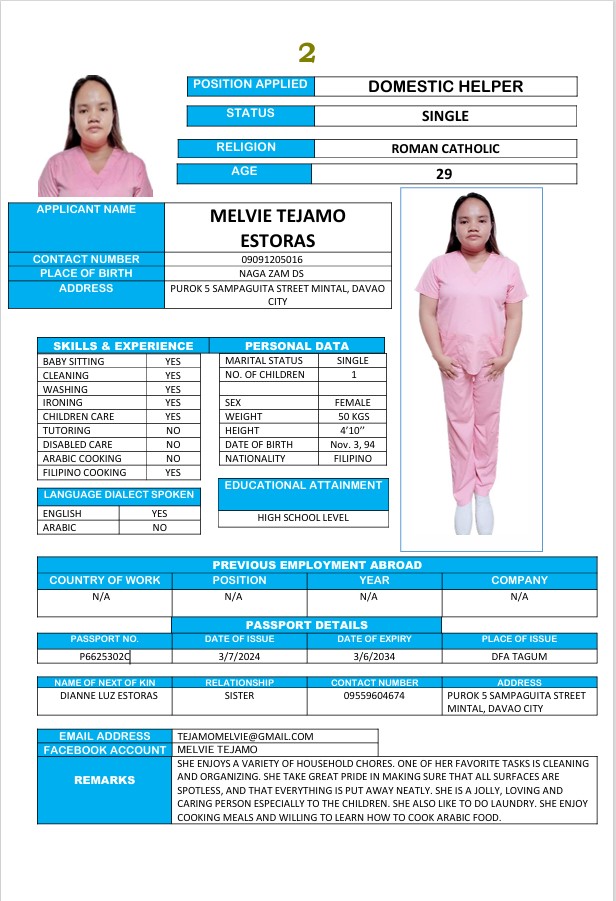 2
POSITION APPLIED DOMESTIC HELPER
STATUS SINGLE
RELIGION ROMAN CATHOLIC
AGE 29
APPLICANT NAME MELVIE TEJAMO
ESTORAS
CONTACT NUMBER 09091205016
PLACE OF BIRTH NAGA ZAM DS
ADDRESS PUROK 5 SAMPAGUITA STREET MINTAL, DAVAO
CITY
SKILLS & EXPERIENCE PERSONAL DATA
BABY SITTING YES MARITAL STATUS SINGLE
CLEANING YES NO. OF CHILDREN 1
WASHING YES
IRONING YES SEX FEMALE
CHILDREN CARE YES WEIGHT 50 KGS
TUTORING NO HEIGHT 4’10’’
DISABLED CARE NO DATE OF BIRTH Nov. 3, 94
ARABIC COOKING NO NATIONALITY FILIPINO
FILIPINO COOKING YES
LANGUAGE DIALECT SPOKEN EDUCATIONAL ATTAINMENT
ENGLISH YES HIGH SCHOOL LEVEL
ARABIC NO
PREVIOUS EMPLOYMENT ABROAD
COUNTRY OF WORK POSITION YEAR COMPANY
N/A N/A N/A N/A
PASSPORT DETAILS
PASSPORT NO. DATE OF ISSUE DATE OF EXPIRY PLACE OF ISSUE
P6625302C 3/7/2024 3/6/2034 DFA TAGUM
NAME OF NEXT OF KIN RELATIONSHIP CONTACT NUMBER ADDRESS
DIANNE LUZ ESTORAS SISTER 09559604674 PUROK 5 SAMPAGUITA STREET
MINTAL, DAVAO CITY
EMAIL ADDRESS TEJAMOMELVIE@GMAIL.COM
FACEBOOK ACCOUNT MELVIE TEJAMO
REMARKS SHE ENJOYS A VARIETY OF HOUSEHOLD CHORES. ONE OF HER FAVORITE TASKS IS CLEANING
AND ORGANIZING. SHE TAKE GREAT PRIDE IN MAKING SURE THAT ALL SURFACES ARE
SPOTLESS, AND THAT EVERYTHING IS PUT AWAY NEATLY. SHE IS A JOLLY, LOVING AND
CARING PERSON ESPECIALLY TO THE CHILDREN. SHE ALSO LIKE TO DO LAUNDRY. SHE ENJOY
COOKING MEALS AND WILLING TO LEARN HOW TO COOK ARABIC FOOD.